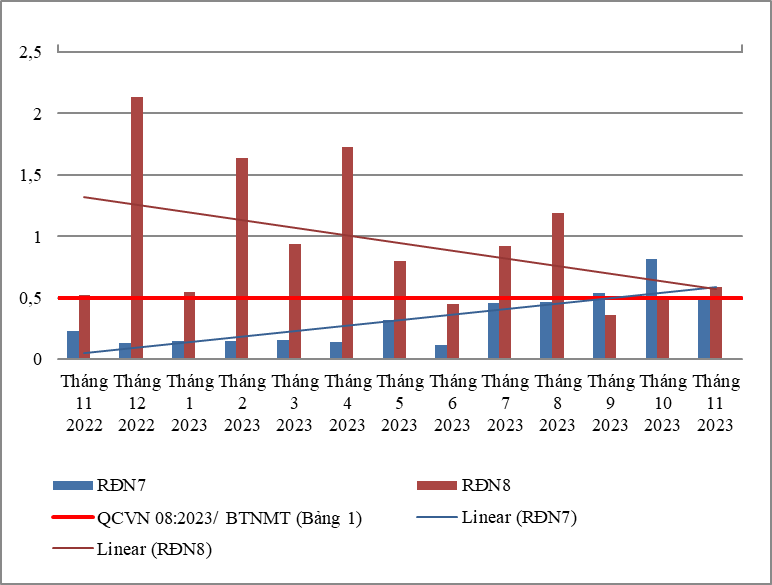 2,5
2
1,5
1
0.5
0
Tháng 11 2022
Tháng 12 2022
Tháng 1 2023
Tháng 2 2023
Tháng 3 2023
Tháng 4 2023
Tháng 5 2023
Tháng 6 2023
Tháng 7 2023
Tháng 8 2023
Tháng 9 2023
Tháng 10 2023
Tháng 11 2023
RĐN7
RĐN8
QCVN 08:2023/ BTNMT (Bảng 1)
Linear (RĐN7)
Linear (RĐN8)